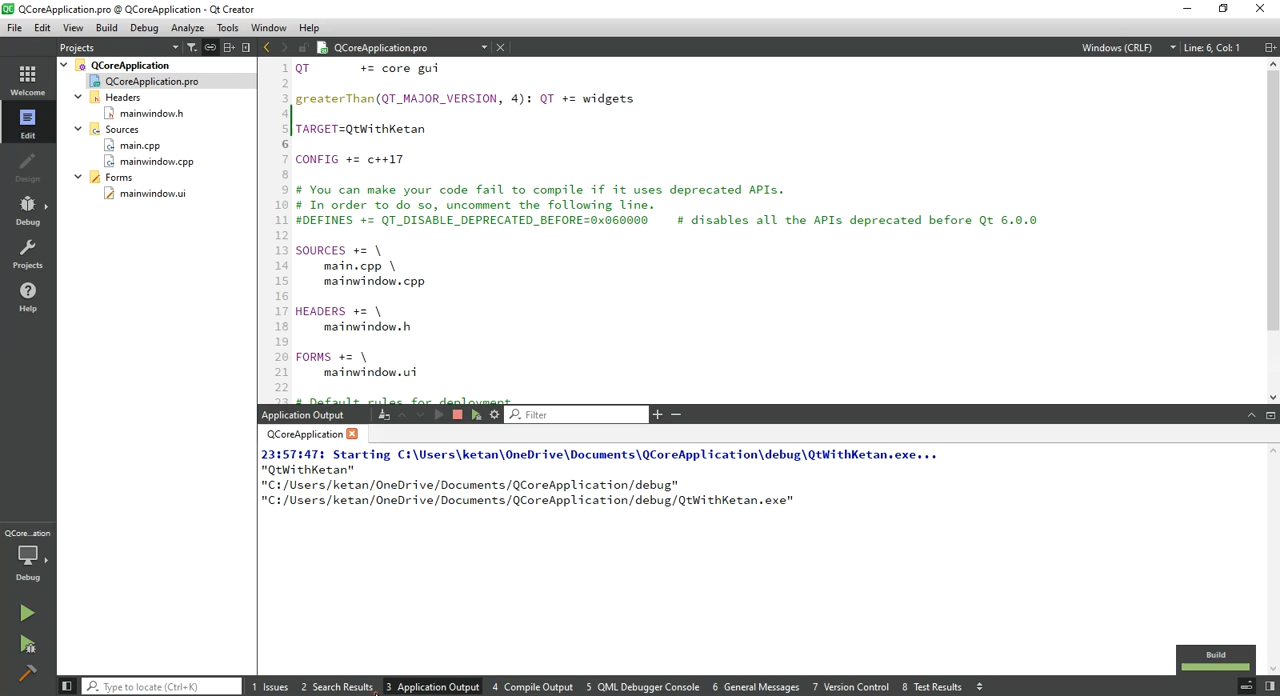 QCoreApplication.pro @ QCoreApplication - Qt Creator
File Edit View Build Debug Analyze Tools Window Help
Projects
QCoreApplication.pro
Windows (CRLF)
Line: 6, Col: 1
Welcome
Edit
Design
Debug
Projects
Help
QCore...ation
Debug
QCoreApplication
QCoreApplication.pro
Headers
mainwindow.h
Sources
main.cpp
mainwindow.cpp
Forms
mainwindow.ui
1 QT += core gui
2
3 greaterThan(QT_MAJOR_VERSION, 4): QT += widgets
4
5 TARGET=QtWithKetan
6
7 CONFIG += c++17
8
9 # You can make your code fail to compile if it uses deprecated APIs.
10 # In order to do so, uncomment the following line.
11 #DEFINES += QT_DISABLE_DEPRECATED_BEFORE=0x060000 # disables all the APIs deprecated before Qt 6.0.0
12
13 SOURCES += \
14 main.cpp \
15 mainwindow.cpp
16
17 HEADERS += \
18 mainwindow.h
19
20 FORMS += \
21 mainwindow.ui
22
23 # Default rules for deployment
Application Output
Filter
QCoreApplication
23:57:47: Starting C:\Users\ketan\OneDrive\Documents\QCoreApplication\debug\QtWithKetan.exe...
"QtWithKetan"
"C:/Users/ketan/OneDrive/Documents/QCoreApplication/debug"
"C:/Users/ketan/OneDrive/Documents/QCoreApplication/debug/QtWithKetan.exe"
Build
Type to locate (Ctrl+K)
1 Issues 2 Search Results 3 Application Output 4 Compile Output 5 QML Debugger Console 6 General Messages 7 Version Control 8 Test Results